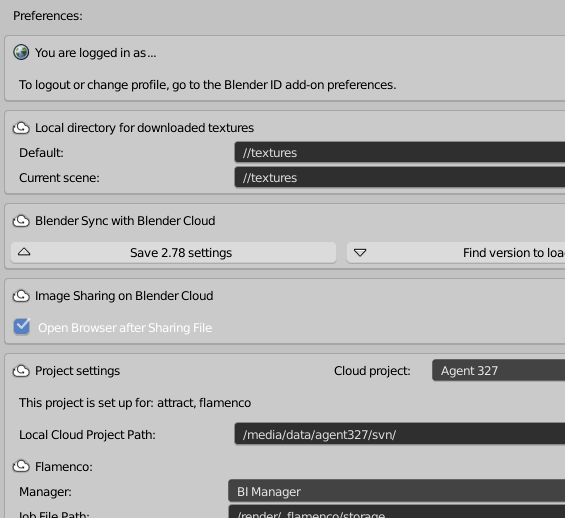 Preferences:
You are logged in as...
To logout or change profile, go to the Blender ID add-on preferences.
Local directory for downloaded textures
Default: //textures
Current scene: //textures
Blender Sync with Blender Cloud
Save 2.78 settings Find version to loa
Image Sharing on Blender Cloud
Open Browser after Sharing File
Project settings Cloud project: Agent 327
This project is set up for: attract, flamenco
Local Cloud Project Path: /media/data/agent327/svn/
Flamenco:
Manager: BI Manager
Job File Path: /render/_flamenco/storage